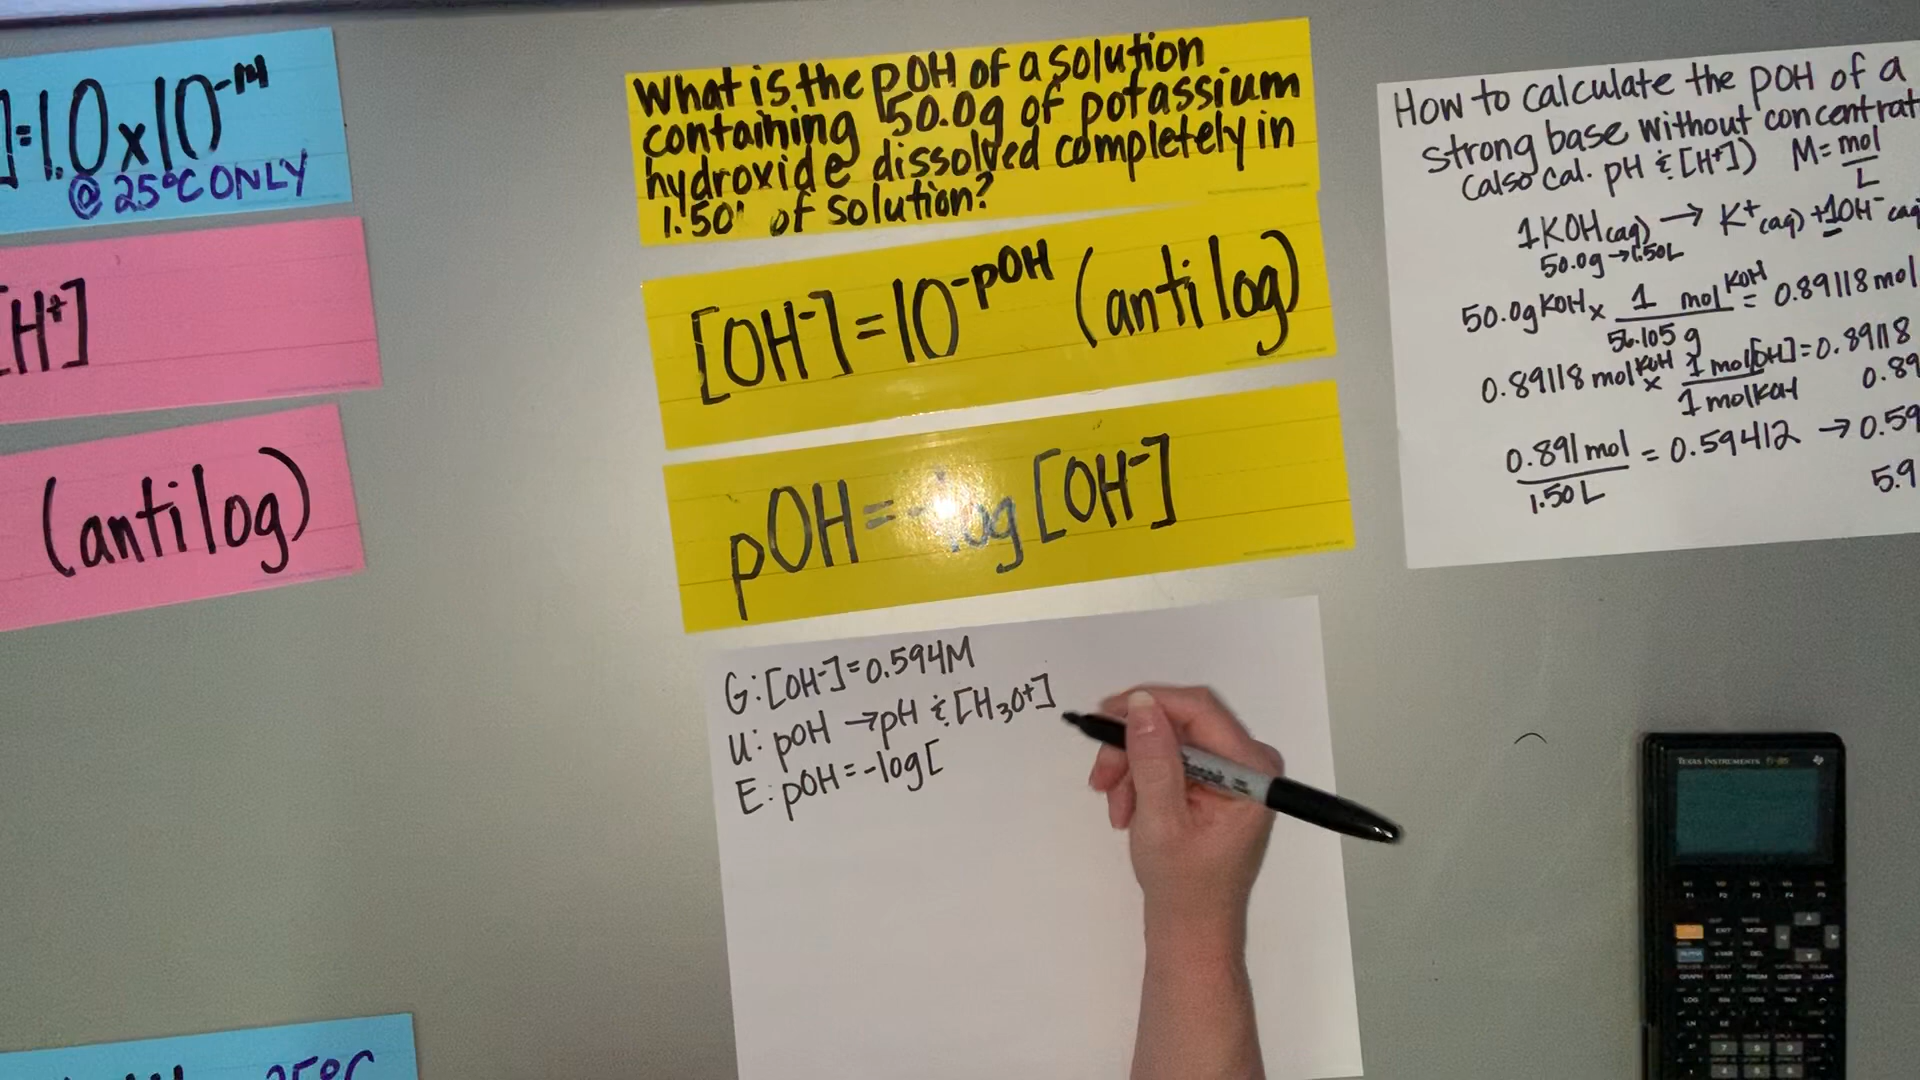 ]=1.0x10⁻¹⁴
@ 25°C ONLY
[H⁺]
(antilog)
What is the pOH of a solution
containing 50.0g of potassium
hydroxide dissolved completely in
1.50 of solution?
[OH⁻]=10⁻ᵖᴼᴴ (antilog)
pOH=-log[OH⁻]
G:[OH⁻]=0.594M
U: pOH →pH & [H₃O⁺]
E: pOH=-log[
How to calculate the pOH of a
strong base without concentrat
(also cal. pH & [H⁺]) M=mol
L
1KOH(aq) → K⁺(aq)+1OH⁻(aq)
50.0g→1.50L
50.0g KOH x 1 mol KOH = 0.89118 mol
56.105 g
0.89118 mol KOH x 1 mol[OH]=0.89118
1 mol KOH 0.89
0.891 mol = 0.59412 → 0.59
1.50 L 5.9
TEXAS INSTRUMENTS
25°C